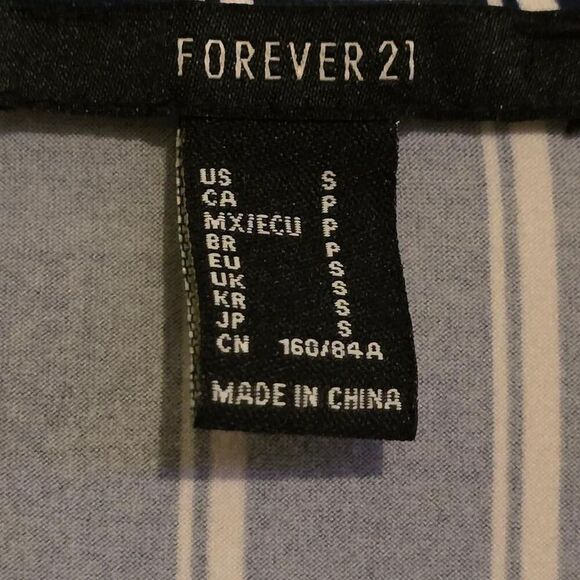 FOREVER 21
US S
CA P
MX/ECU P
BR P
EU S
UK S
KR S
JP S
CN 160/84A
MADE IN CHINA